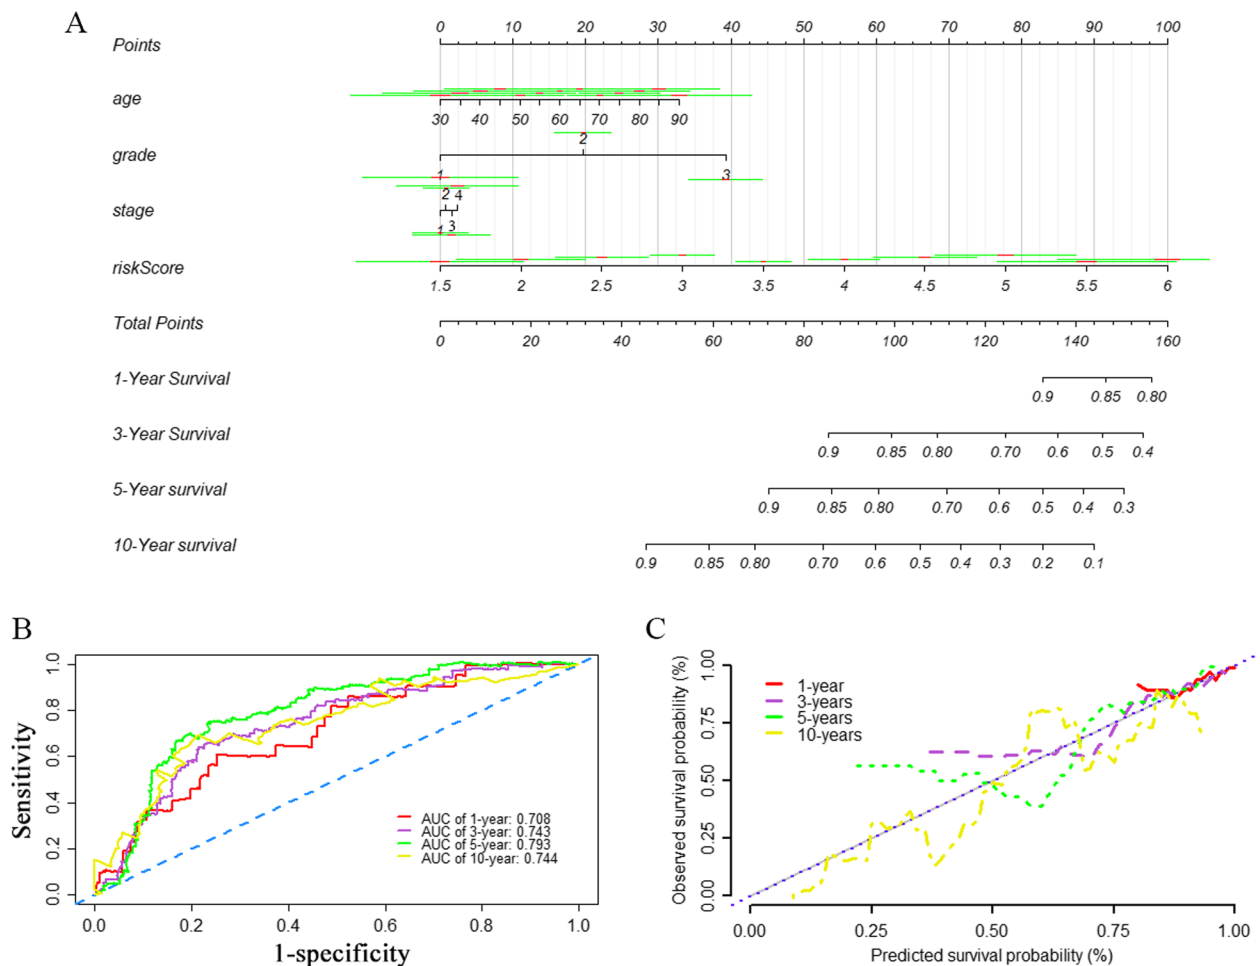 A
Points
0 10 20 30 40 50 60 70 80 90 100
age
30 40 50 60 70 80 90
grade
2
1
3
stage
2 4
1
3
riskScore
1.5 2 2.5 3 3.5 4 4.5 5 5.5 6
Total Points
0 20 40 60 80 100 120 140 160
1-Year Survival
0.9 0.85 0.80
3-Year Survival
0.9 0.85 0.80 0.70 0.6 0.5 0.4
5-Year survival
0.9 0.85 0.80 0.70 0.6 0.5 0.4 0.3
10-Year survival
0.9 0.85 0.80 0.70 0.6 0.5 0.4 0.3 0.2 0.1
B
Sensitivity
1.0
0.8
0.6
0.4
0.2
0.0
AUC of 1-year: 0.708
AUC of 3-year: 0.743
AUC of 5-year: 0.793
AUC of 10-year: 0.744
0.0 0.2 0.4 0.6 0.8 1.0
1-specificity
C
Observed survival probability (%)
1.00
0.75
0.50
0.25
0.00
1-year
3-years
5-years
10-years
0.00 0.25 0.50 0.75 1.00
Predicted survival probability (%)